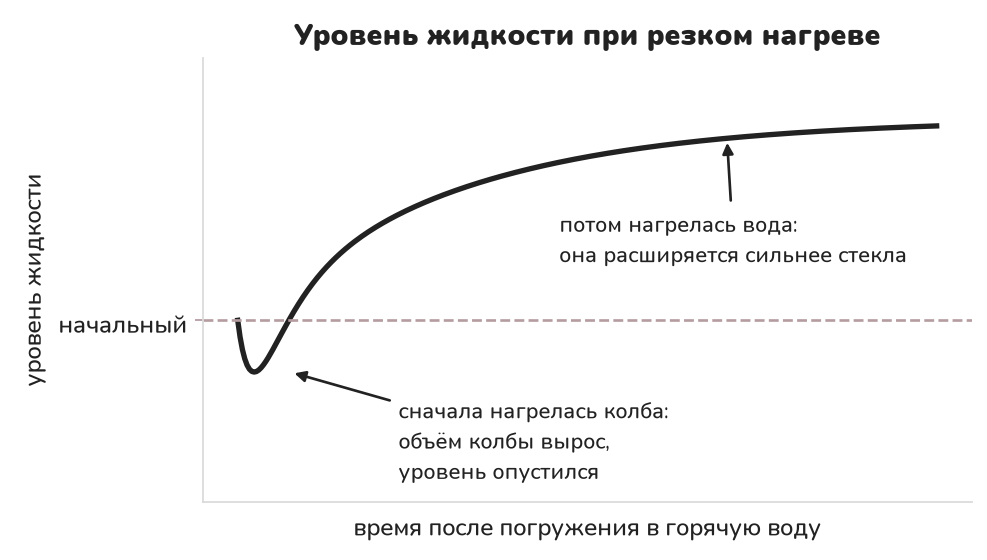 Уровень жидкости при резком нагреве
уровень жидкости
начальный
потом нагрелась вода:
она расширяется сильнее стекла
сначала нагрелась колба:
объём колбы вырос,
уровень опустился
время после погружения в горячую воду